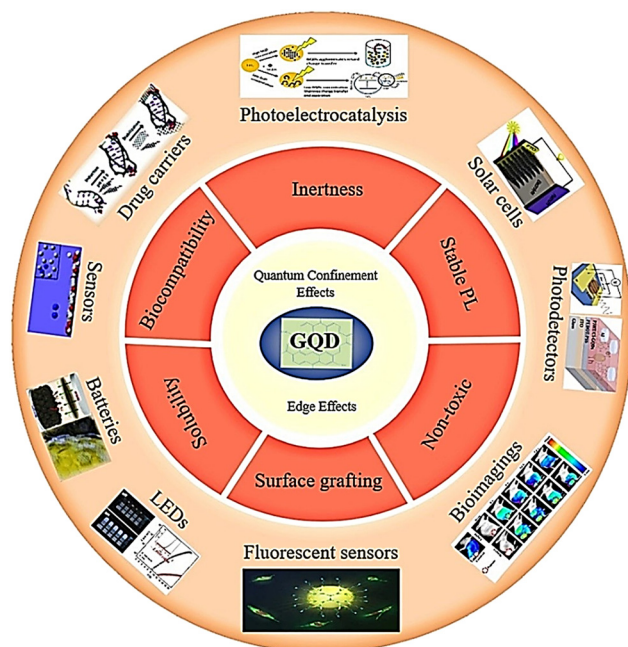 Photoelectrocatalysis
Solar cells
Photodetectors
Bioimagings
Fluorescent sensors
LEDs
Batteries
Sensors
Drug carriers
Inertness
Stable PL
Non-toxic
Surface grafting
Solubility
Biocompatibility
Quantum Confinement
Effects
GQD
Edge Effects